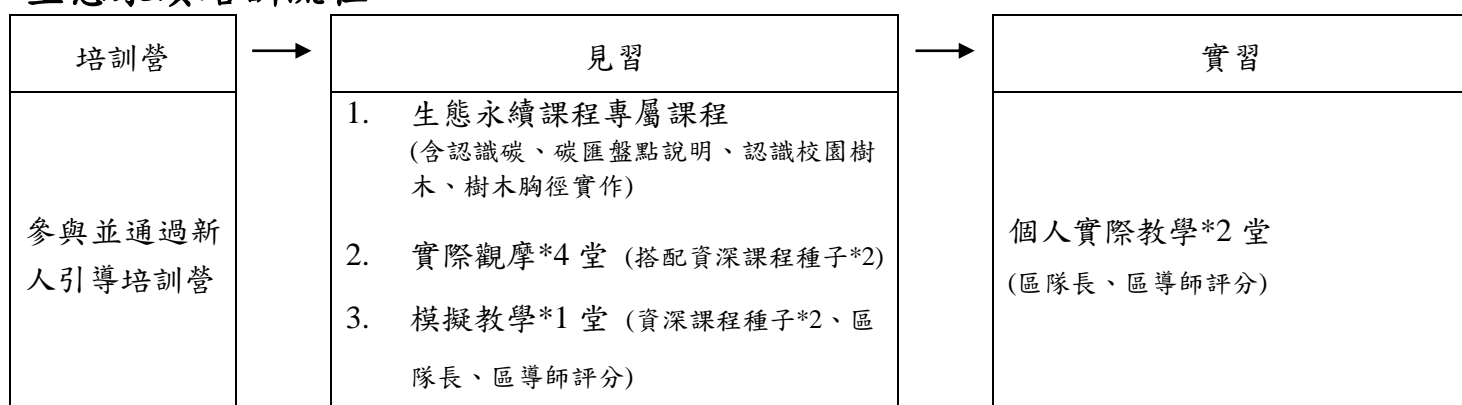 培訓營
參與並通過新
人引導培訓營
見習
1. 生態永續課程專屬課程
(含認識碳、碳匯盤點說明、認識校園樹
木、樹木胸徑實作)
2. 實際觀摩*4 堂 (搭配資深課程種子*2)
3. 模擬教學*1 堂 (資深課程種子*2、區
隊長、區導師評分)
實習
個人實際教學*2 堂
(區隊長、區導師評分)